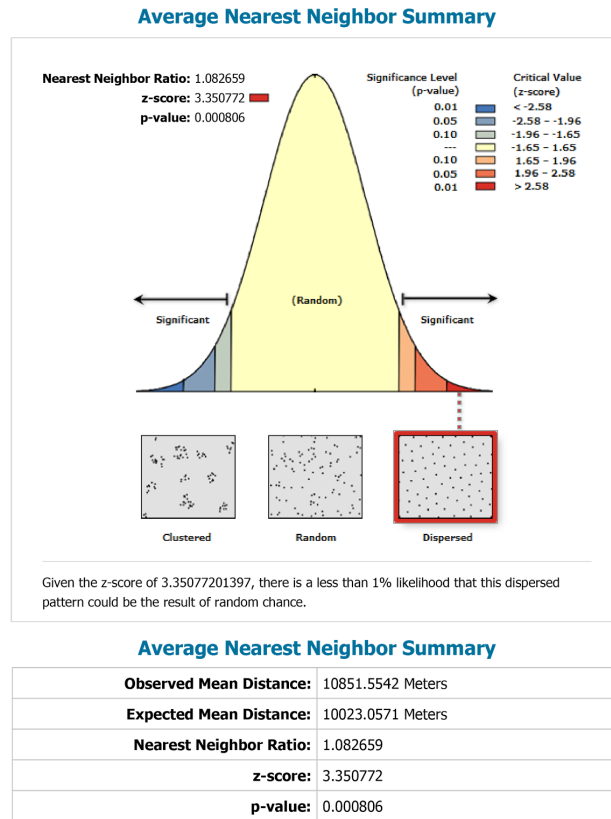 Average Nearest Neighbor Summary
Nearest Neighbor Ratio: 1.082659
z-score: 3.350772
p-value: 0.000806
Significance Level (p-value)
Critical Value (z-score)
0.01 < -2.58
0.05 -2.58 – -1.96
0.10 -1.96 – -1.65
--- -1.65 – 1.65
0.10 1.65 – 1.96
0.05 1.96 – 2.58
0.01 > 2.58
(Random)
Significant
Significant
Clustered
Random
Dispersed
Given the z-score of 3.35077201397, there is a less than 1% likelihood that this dispersed
pattern could be the result of random chance.
Average Nearest Neighbor Summary
Observed Mean Distance: 10851.5542 Meters
Expected Mean Distance: 10023.0571 Meters
Nearest Neighbor Ratio: 1.082659
z-score: 3.350772
p-value: 0.000806